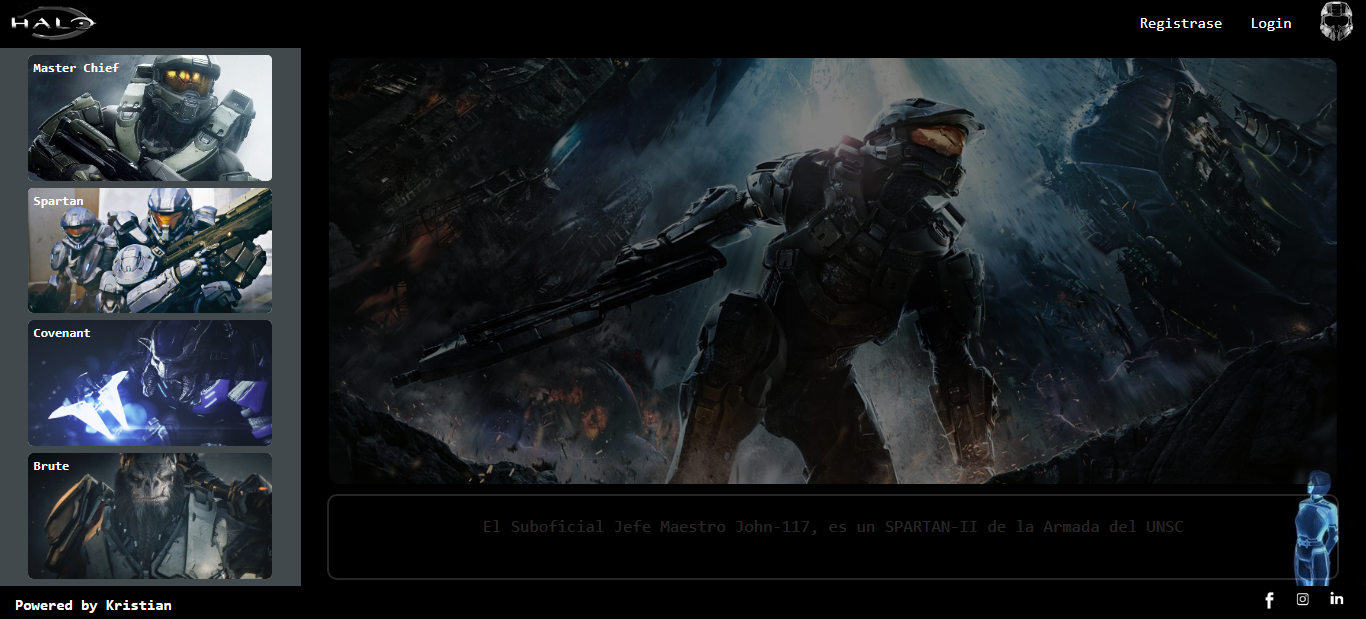 HALO
Registrase
Login
Master Chief
Spartan
Covenant
Brute
El Suboficial Jefe Maestro John-117, es un SPARTAN-II de la Armada del UNSC
Powered by Kristian